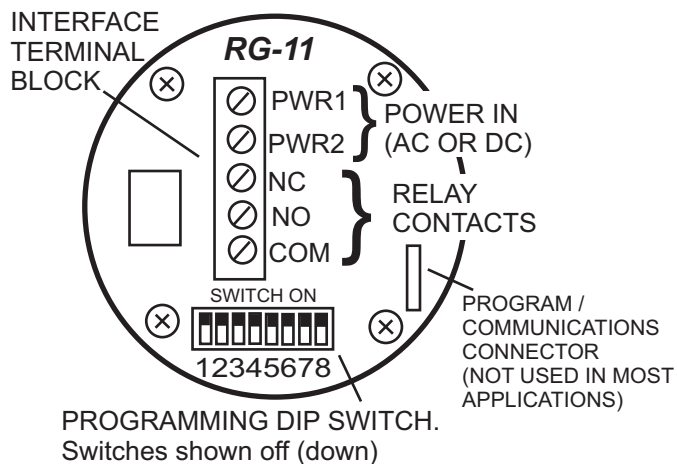 INTERFACE
TERMINAL
BLOCK
RG-11
PWR1
PWR2
NC
NO
COM
POWER IN
(AC OR DC)
RELAY
CONTACTS
SWITCH ON
12345678
PROGRAM /
COMMUNICATIONS
CONNECTOR
(NOT USED IN MOST
APPLICATIONS)
PROGRAMMING DIP SWITCH.
Switches shown off (down)